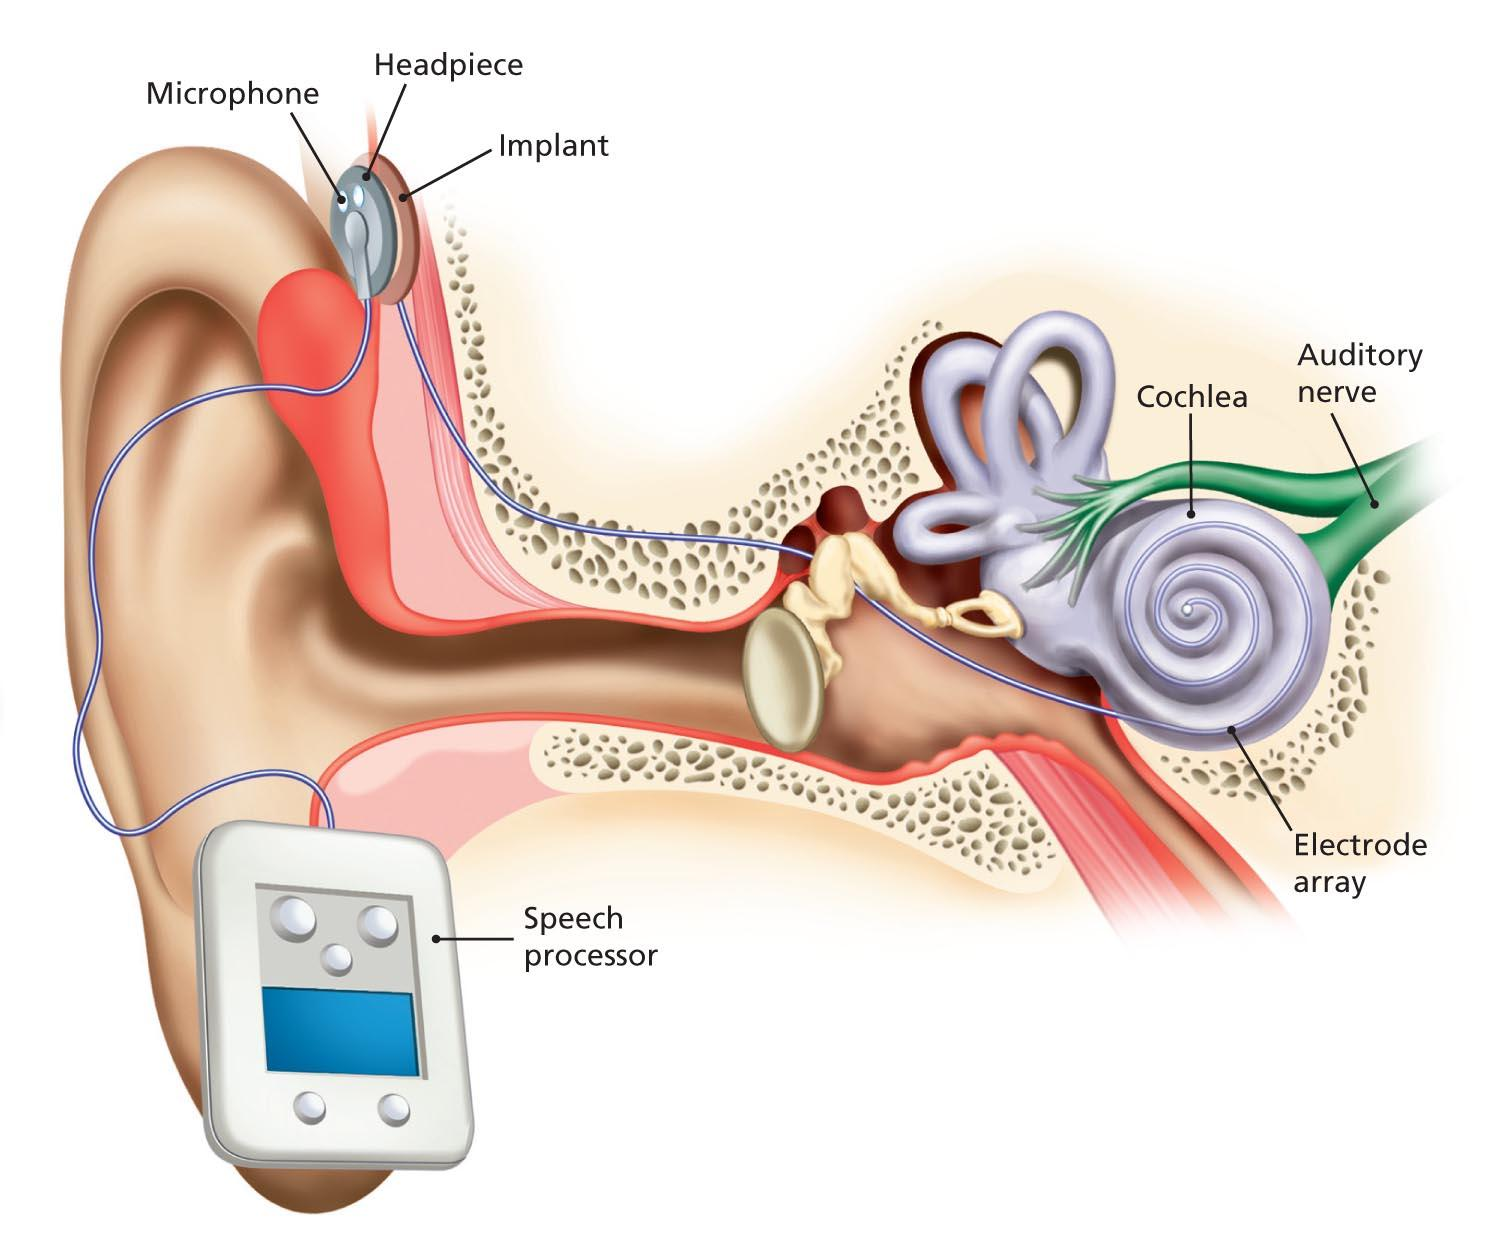 Headpiece
Microphone
Implant
Auditory
nerve
Cochlea
Electrode
array
Speech
processor